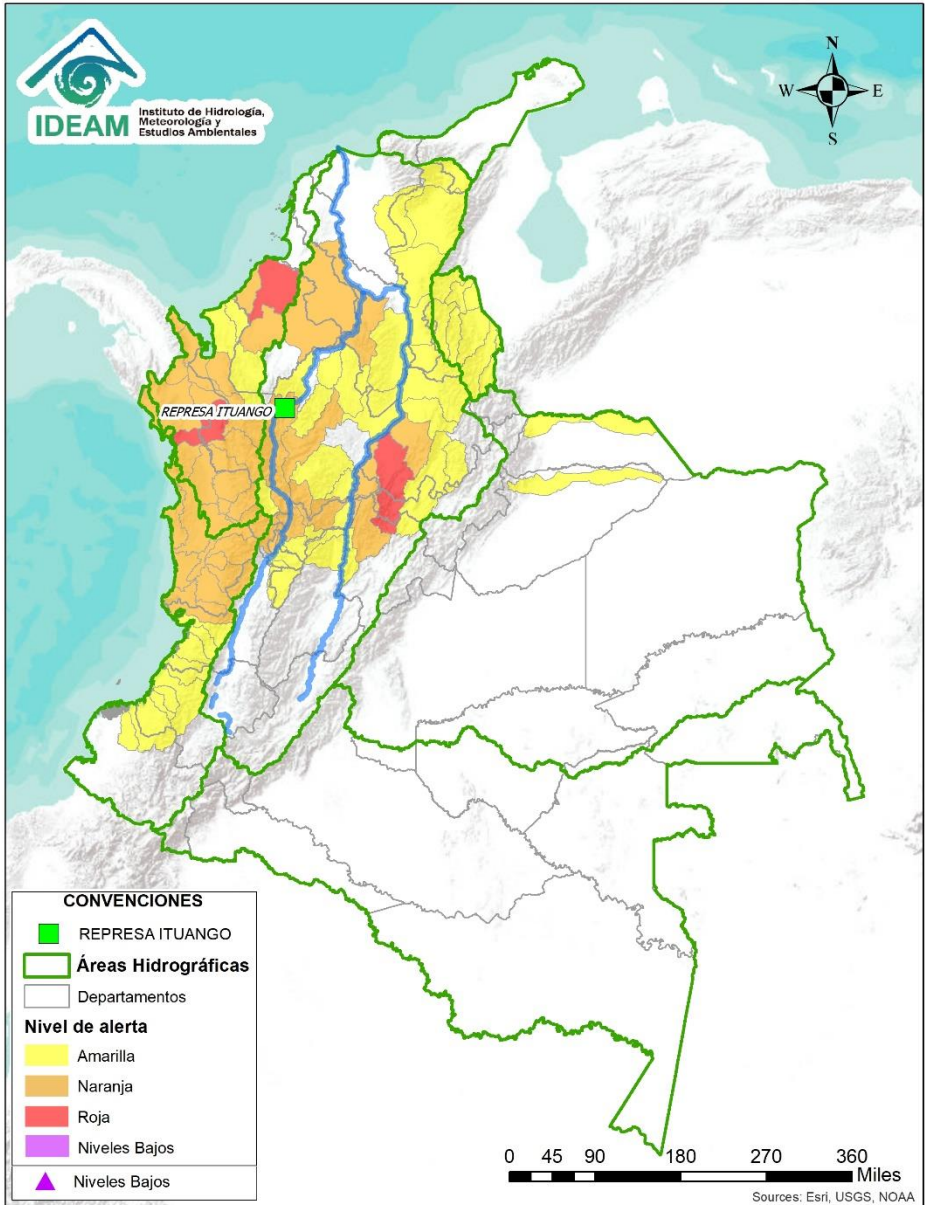 IDEAM
Instituto de Hidrología,
Meteorología y
Estudios Ambientales
N
W
E
S
REPRESA ITUANGO
CONVENCIONES
REPRESA ITUANGO
Áreas Hidrográficas
Departamentos
Nivel de alerta
Amarilla
Naranja
Roja
Niveles Bajos
Niveles Bajos
0 45 90 180 270 360
Miles
Sources: Esri, USGS, NOAA